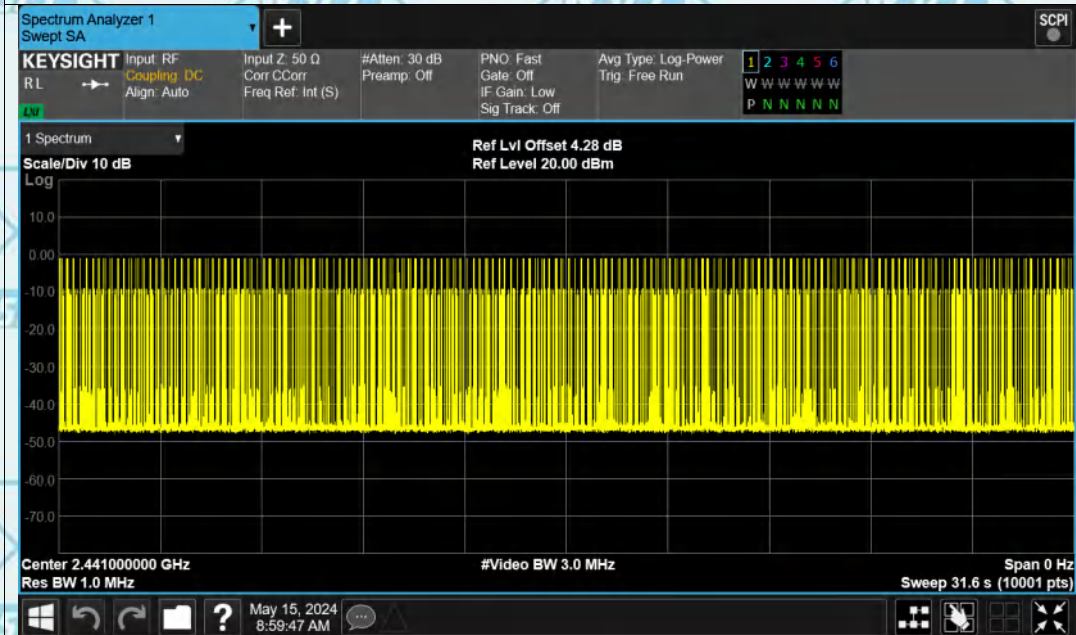 Spectrum Analyzer 1
Swept SA
+
SCPI
KEYSIGHT
RL
LXI
Input: RF
Coupling: DC
Align: Auto
Input Z: 50 Ω
Corr CCorr
Freq Ref: Int (S)
#Atten: 30 dB
Preamp: Off
PNO: Fast
Gate: Off
IF Gain: Low
Sig Track: Off
Avg Type: Log-Power
Trig: Free Run
1 2 3 4 5 6
W W W W W W
P N N N N N
1 Spectrum
Scale/Div 10 dB
Ref Lvl Offset 4.28 dB
Ref Level 20.00 dBm
Log
10.0
0.00
-10.0
-20.0
-30.0
-40.0
-50.0
-60.0
-70.0
Center 2.441000000 GHz
#Video BW 3.0 MHz
Span 0 Hz
Res BW 1.0 MHz
Sweep 31.6 s (10001 pts)
?
May 15, 2024
8:59:47 AM